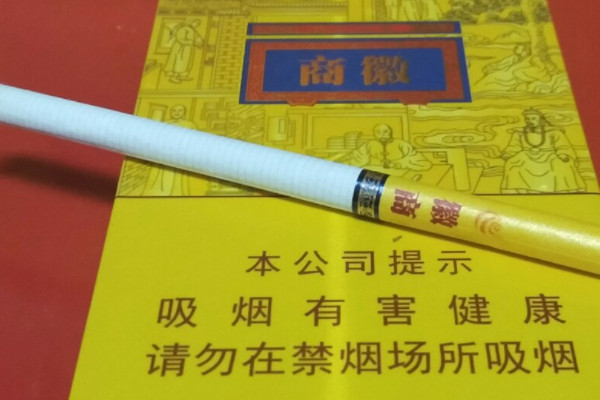 商徽
徽商
本公司提示
吸烟有害健康
请勿在禁烟场所吸烟